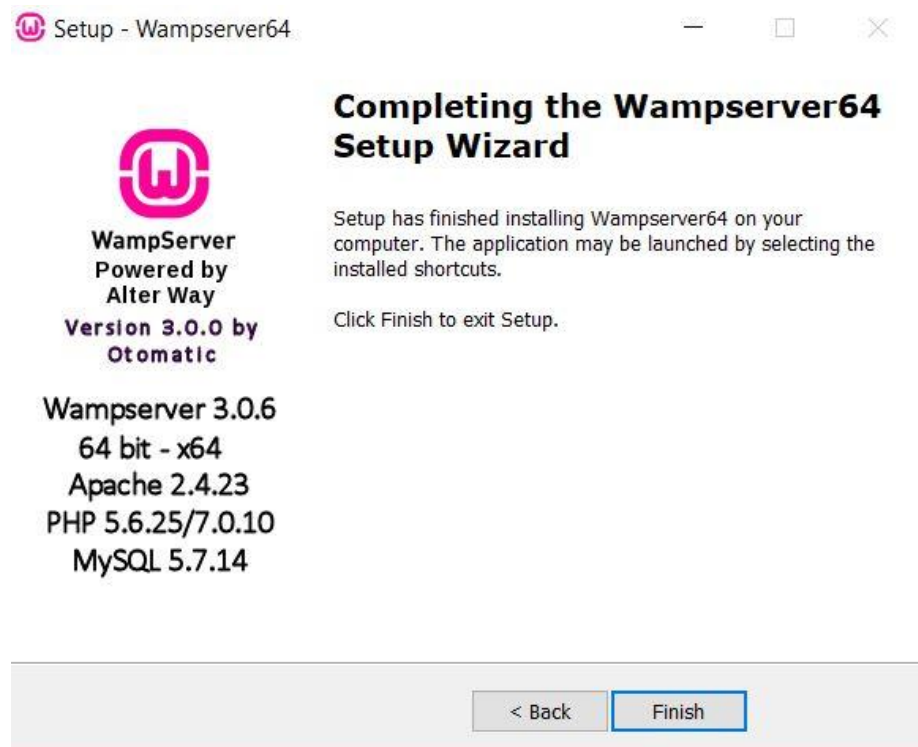 Setup - Wampserver64
Completing the Wampserver64
Setup Wizard
Setup has finished installing Wampserver64 on your
computer. The application may be launched by selecting the
installed shortcuts.
Click Finish to exit Setup.
WampServer
Powered by
Alter Way
Version 3.0.0 by
Otomatic
Wampserver 3.0.6
64 bit - x64
Apache 2.4.23
PHP 5.6.25/7.0.10
MySQL 5.7.14
< Back
Finish